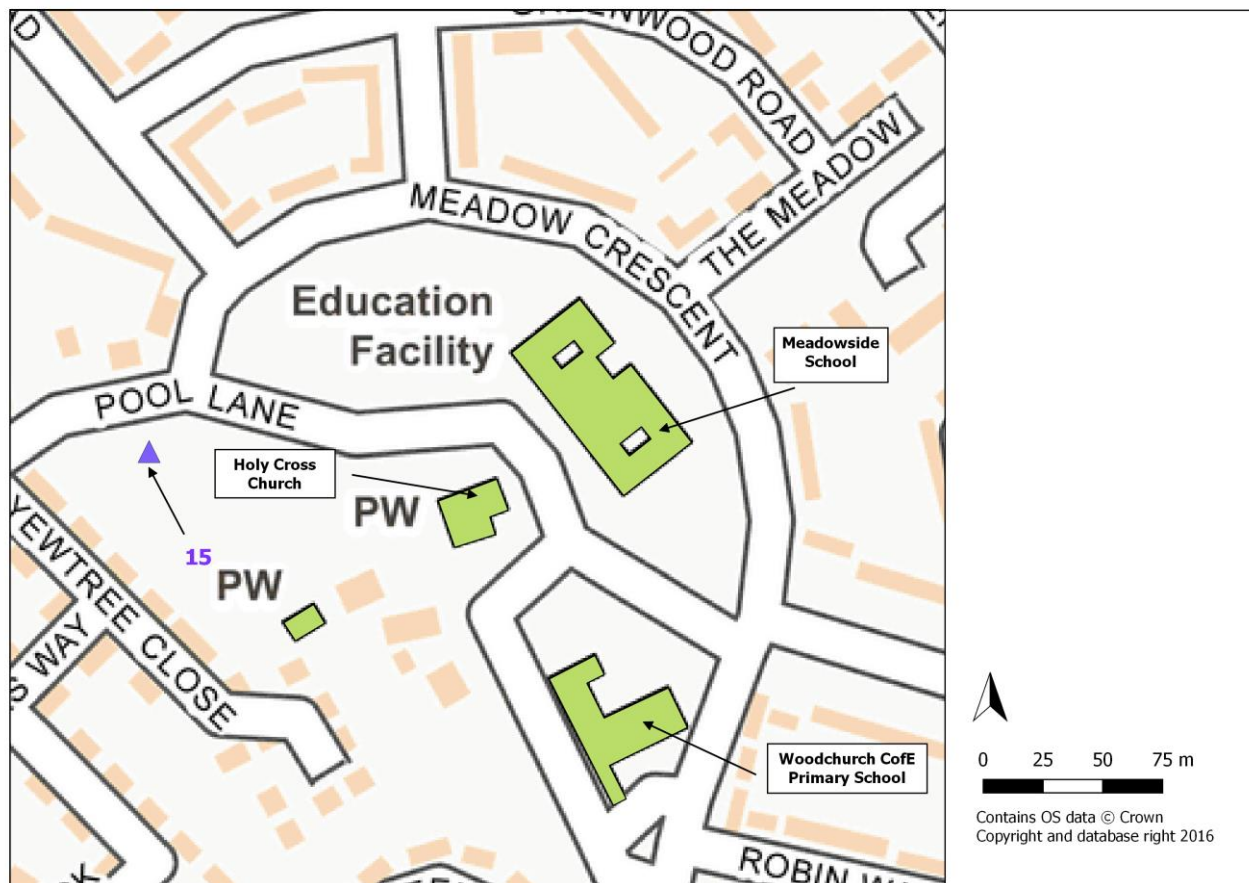 GREENWOOD ROAD
THE MEADOW
MEADOW CRESCENT
Education
Facility
Meadowside
School
POOL LANE
Holy Cross
Church
PW
15
PW
YEWTREE CLOSE
WAY
Woodchurch CofE
Primary School
ROBIN
0 25 50 75 m
Contains OS data © Crown
Copyright and database right 2016